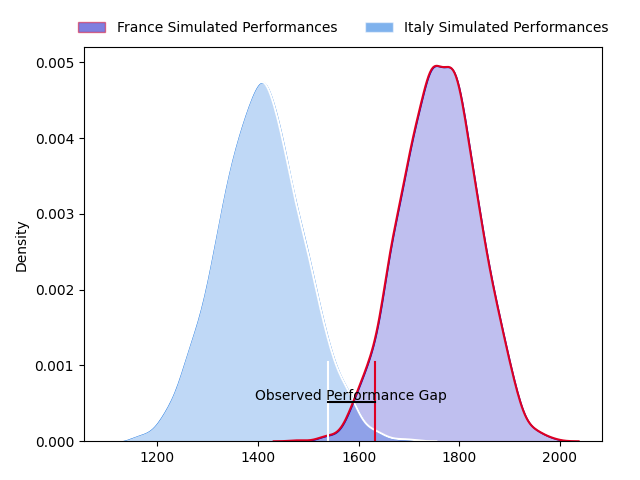 France Simulated Performances Italy Simulated Performances
0.005
0.004
0.003
0.002
0.001
0.000
Density
Observed Performance Gap
1200 1400 1600 1800 2000